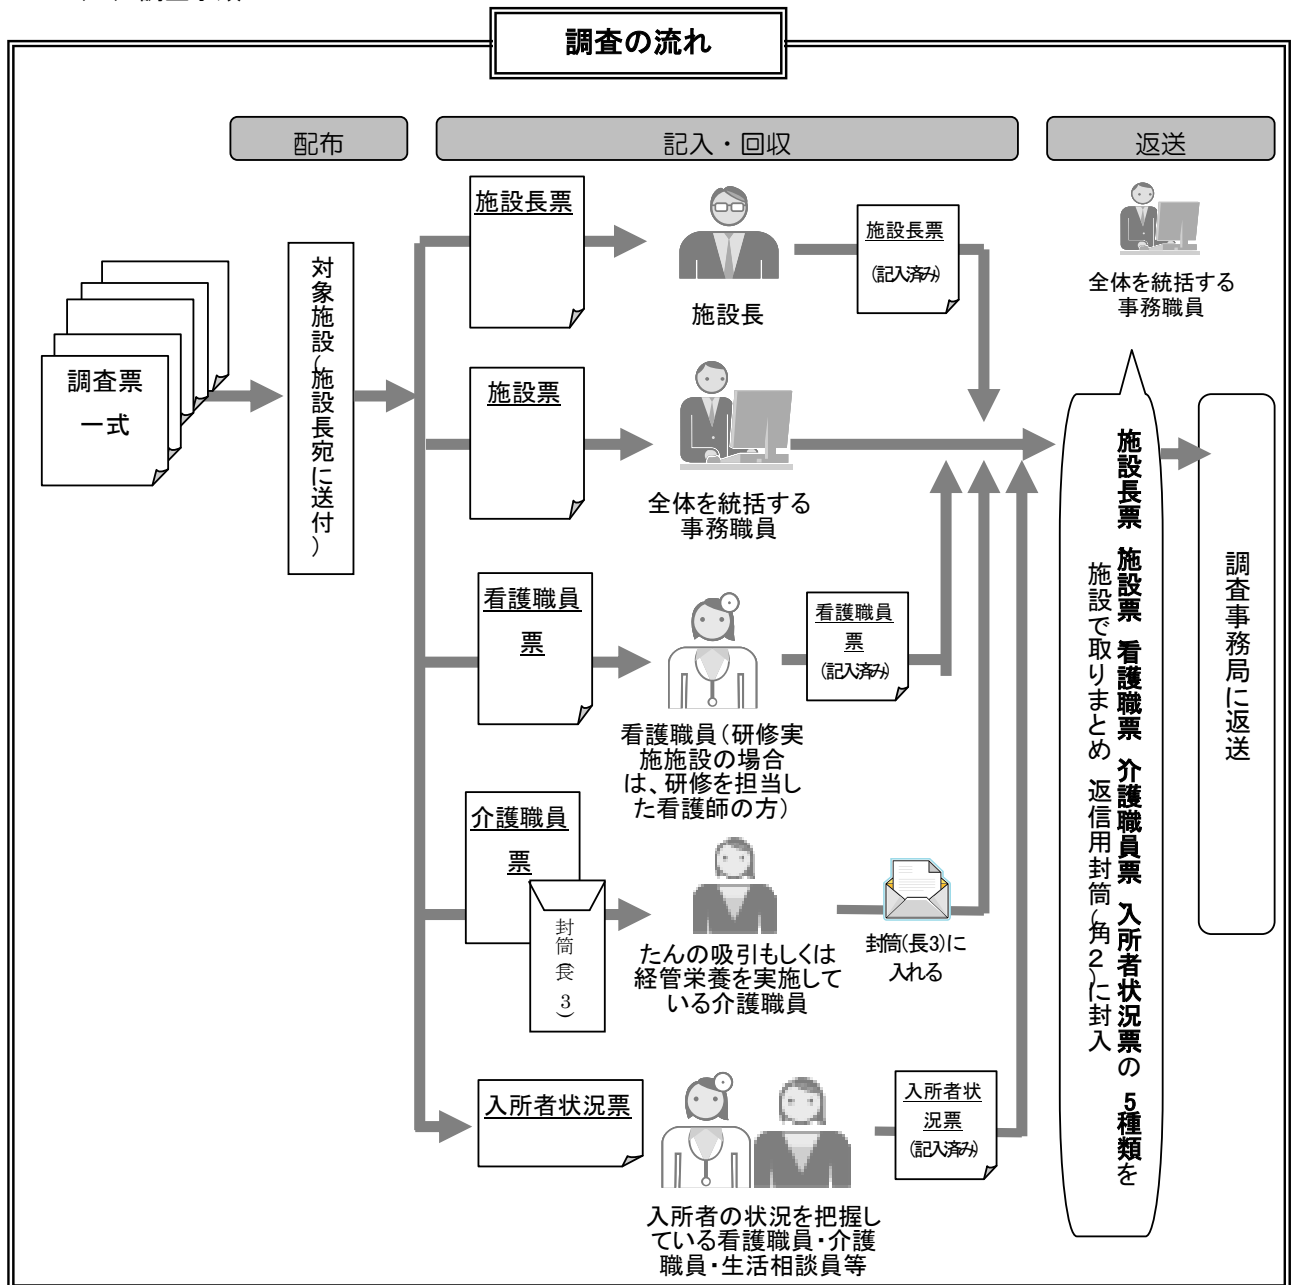 調査の流れ
配布
記入・回収
返送
調査票
一式
対象施設(施設長宛に送付)
施設長票
施設長
施設長票
(記入済み)
施設票
全体を統括する
事務職員
看護職員
票
看護職員(研修実
施施設の場合
は、研修を担当し
た看護師の方)
看護職員
票
(記入済み)
介護職員
票
封筒(長3)
たんの吸引もしくは
経管栄養を実施して
いる介護職員
封筒(長3)に
入れる
入所者状況票
入所者の状況を把握し
ている看護職員・介護
職員・生活相談員等
入所者状
況票
(記入済み)
全体を統括する
事務職員
施設長票、施設票、看護職票、介護職員票、入所者状況票の5種類を
施設で取りまとめ、返信用封筒(角2)に封入
調査事務局に返送